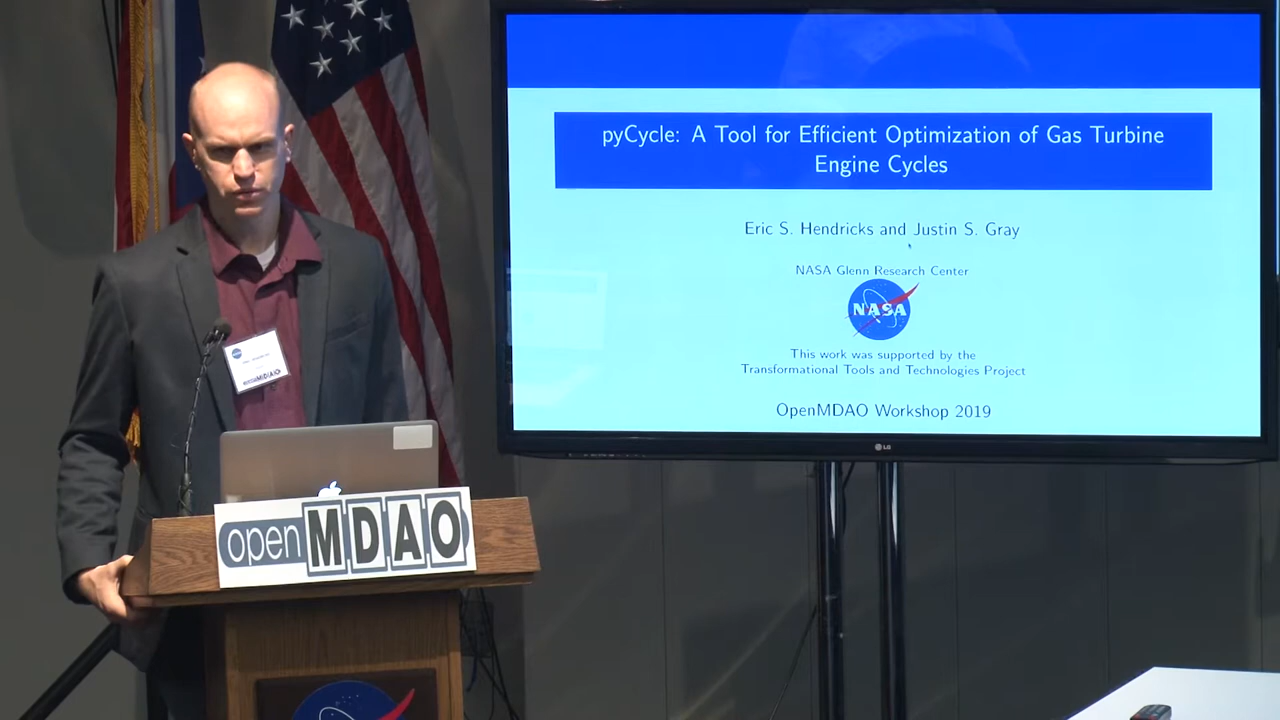 pyCycle: A Tool for Efficient Optimization of Gas Turbine
Engine Cycles
Eric S. Hendricks and Justin S. Gray
NASA Glenn Research Center
NASA
This work was supported by the
Transformational Tools and Technologies Project
OpenMDAO Workshop 2019
LG
openMDAO